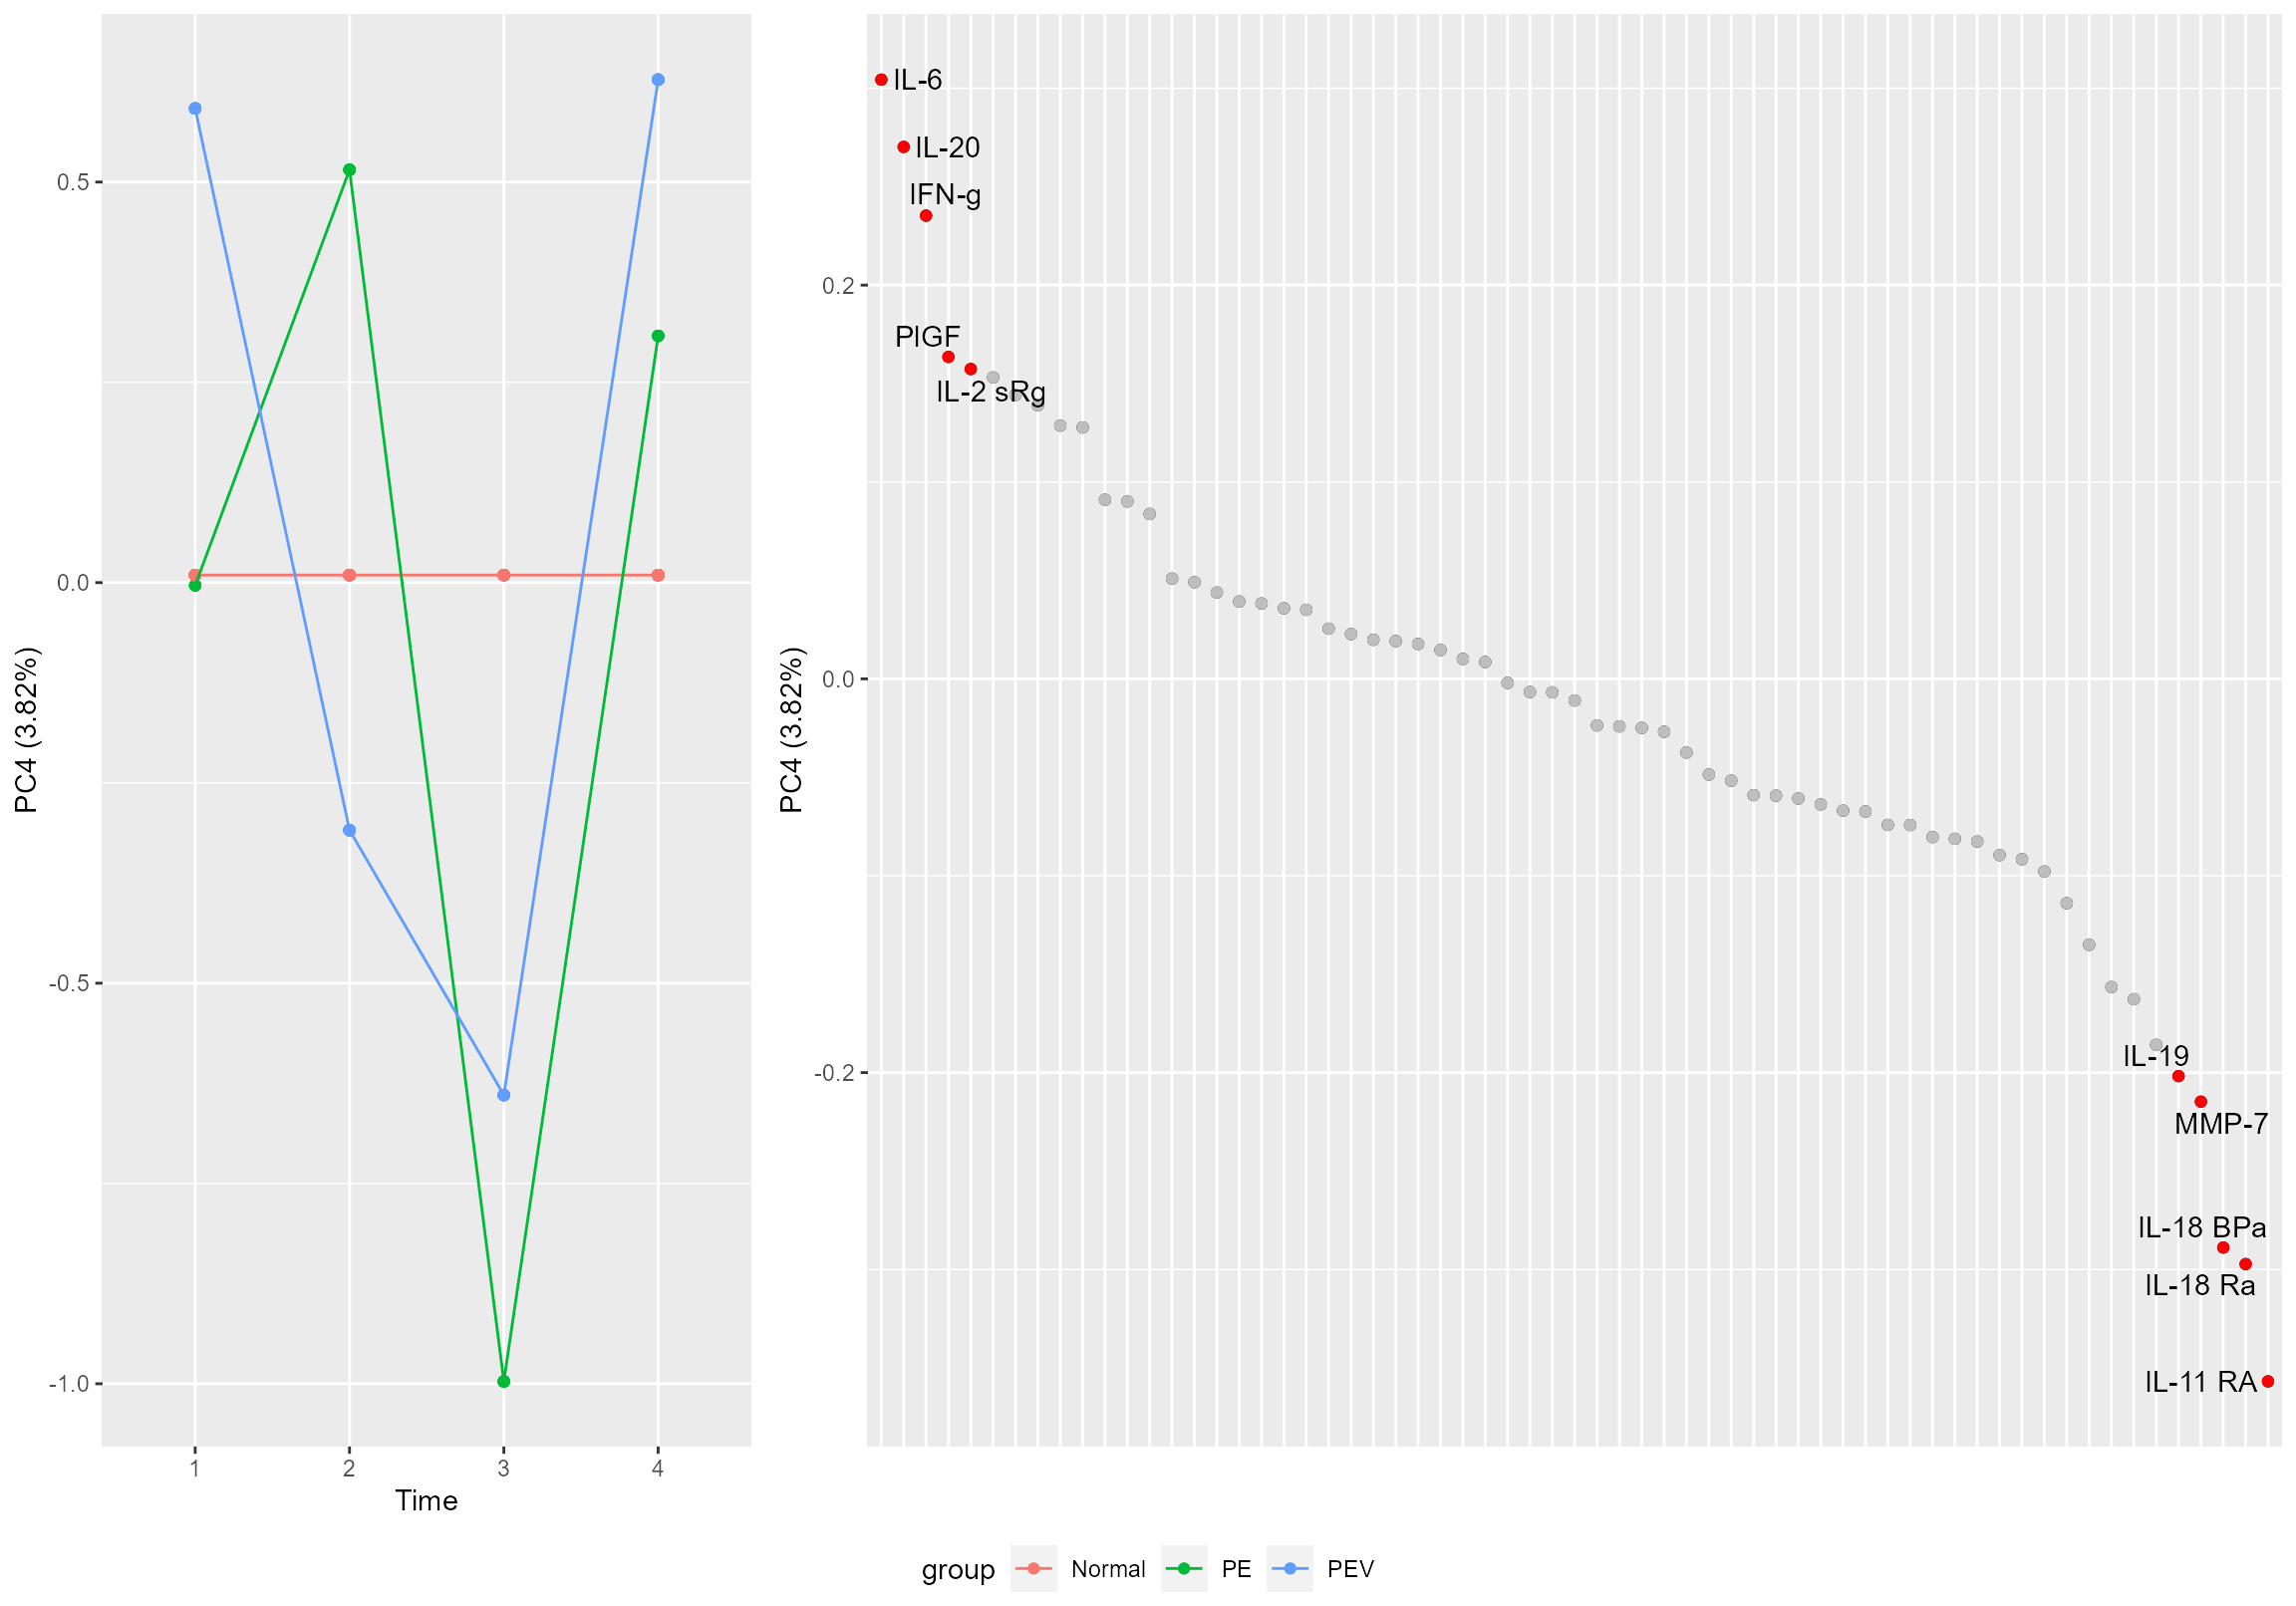 PC4 (3.82%)
0.5
0.0
-0.5
-1.0
1 2 3 4
Time
PC4 (3.82%)
0.2
0.0
-0.2
IL-6
IL-20
IFN-g
PlGF
IL-2 sRg
IL-19
MMP-7
IL-18 BPa
IL-18 Ra
IL-11 RA
group Normal PE PEV